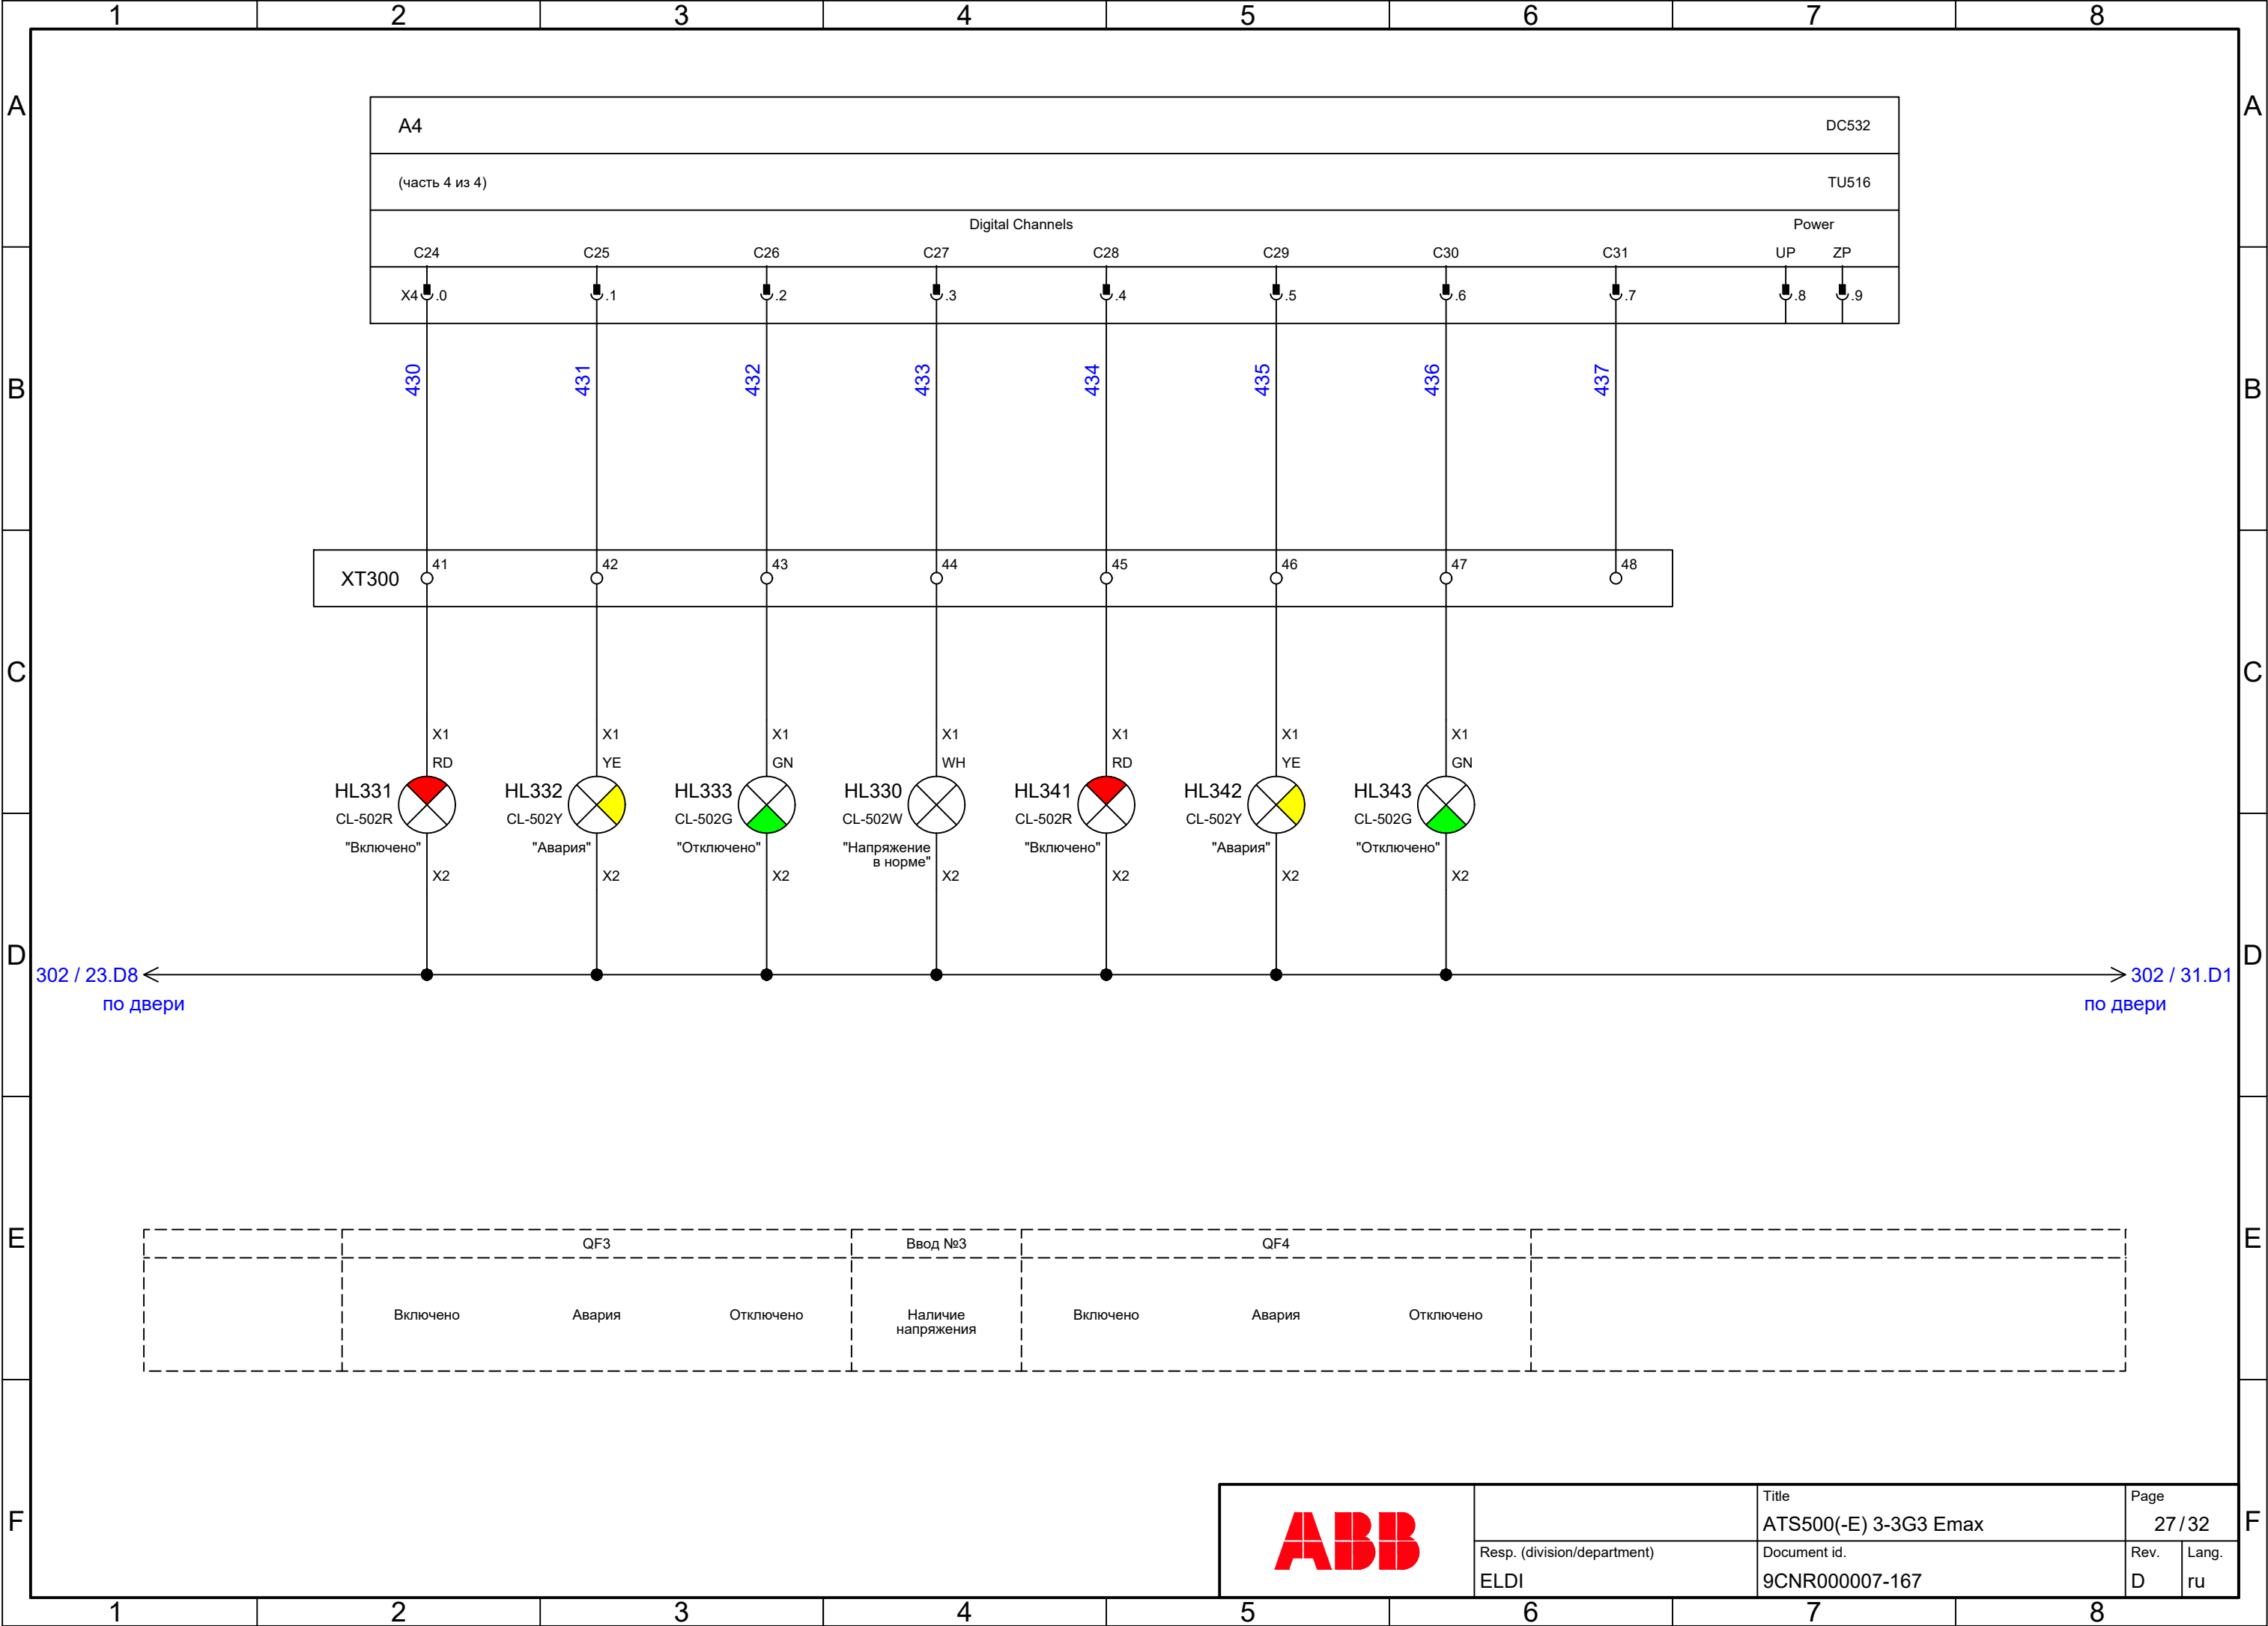 1 2 3 4 5 6 7 8
A A
A4 DC532
(часть 4 из 4) TU516
Digital Channels Power
C24 C25 C26 C27 C28 C29 C30 C31 UP ZP
X4 .0 .1 .2 .3 .4 .5 .6 .7 .8 .9
B B
430 431 432 433 434 435 436 437
XT300 41 42 43 44 45 46 47 48
C C
X1 X1 X1 X1 X1 X1 X1
RD YE GN WH RD YE GN
HL331 HL332 HL333 HL330 HL341 HL342 HL343
CL-502R CL-502Y CL-502G CL-502W CL-502R CL-502Y CL-502G
"Включено" "Авария" "Отключено" "Напряжение "Включено" "Авария" "Отключено"
в норме"
X2 X2 X2 X2 X2 X2 X2
D D
302 / 23.D8 302 / 31.D1
по двери по двери
E E
QF3 Ввод №3 QF4
Включено Авария Отключено Наличие Включено Авария Отключено
напряжения
F F
ABB
Title Page
ATS500(-E) 3-3G3 Emax 27 / 32
Resp. (division/department) Document id. Rev. Lang.
ELDI 9CNR000007-167 D ru
1 2 3 4 5 6 7 8